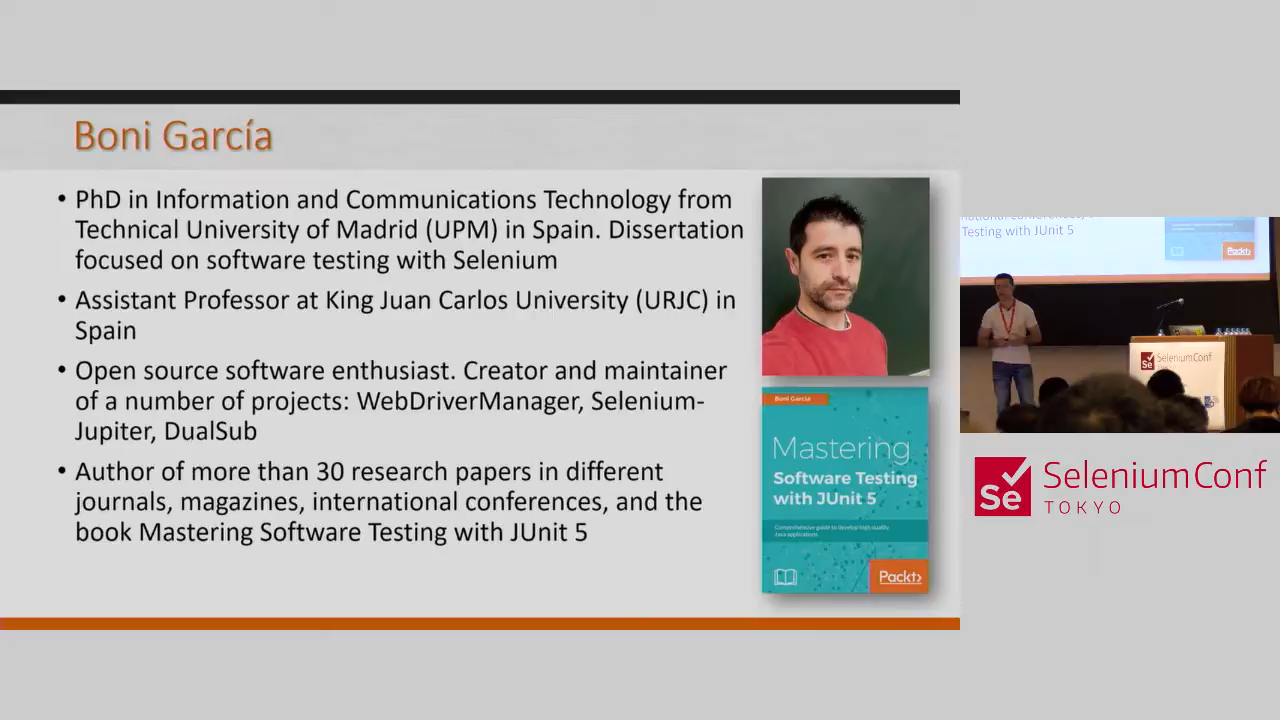 Boni García
• PhD in Information and Communications Technology from
Technical University of Madrid (UPM) in Spain. Dissertation
focused on software testing with Selenium
• Assistant Professor at King Juan Carlos University (URJC) in
Spain
• Open source software enthusiast. Creator and maintainer
of a number of projects: WebDriverManager, Selenium-
Jupiter, DualSub
• Author of more than 30 research papers in different
journals, magazines, international conferences, and the
book Mastering Software Testing with JUnit 5
Boni García
Mastering
Software Testing
with JUnit 5
Comprehensive guide to develop high quality
Java applications
Packt>
Testing with JUnit 5
Packt>
Se SeleniumConf
Se SeleniumConf
TOKYO